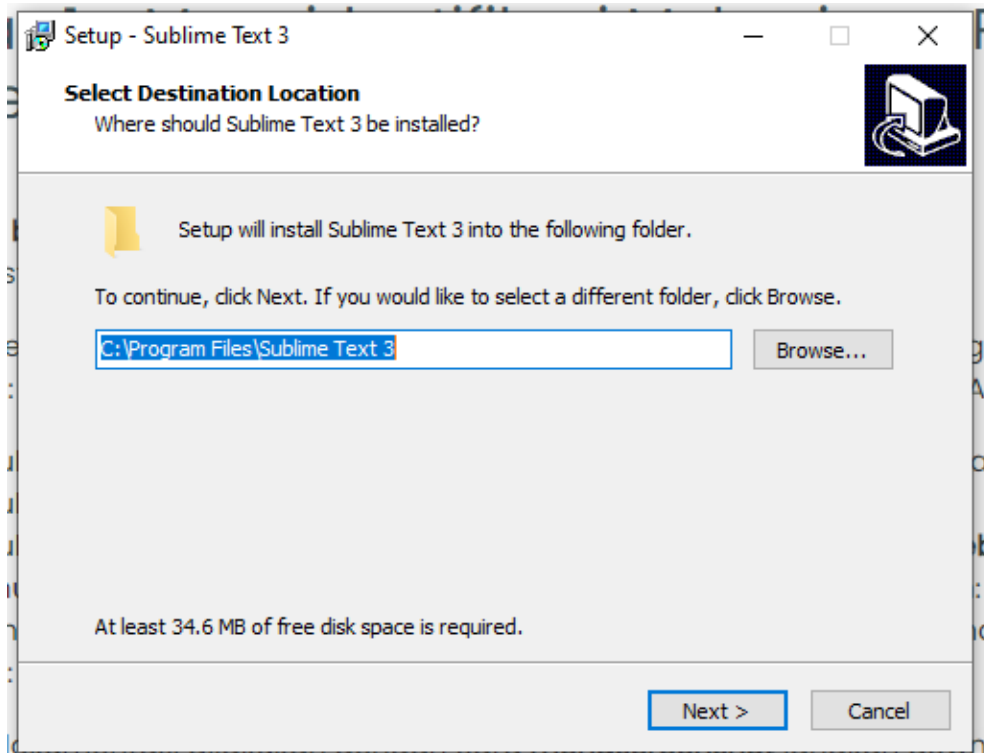 Setup - Sublime Text 3
Select Destination Location
Where should Sublime Text 3 be installed?
Setup will install Sublime Text 3 into the following folder.
To continue, click Next. If you would like to select a different folder, click Browse.
C:\Program Files\Sublime Text 3
Browse...
At least 34.6 MB of free disk space is required.
Next >
Cancel